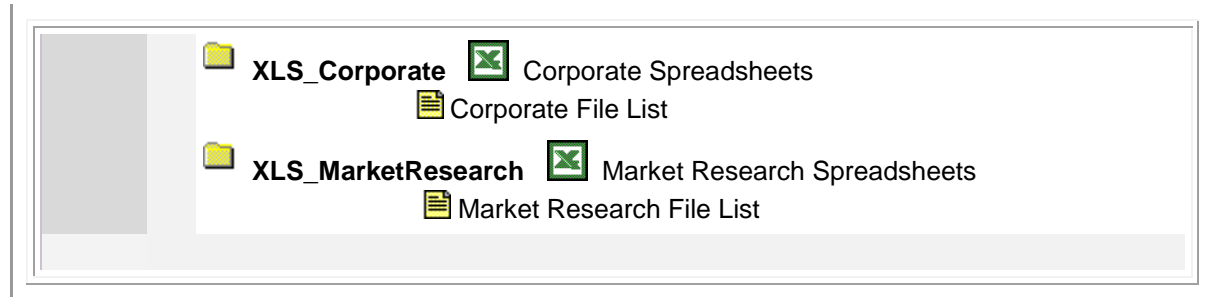 XLS_Corporate Corporate Spreadsheets
Corporate File List
XLS_MarketResearch Market Research Spreadsheets
Market Research File List